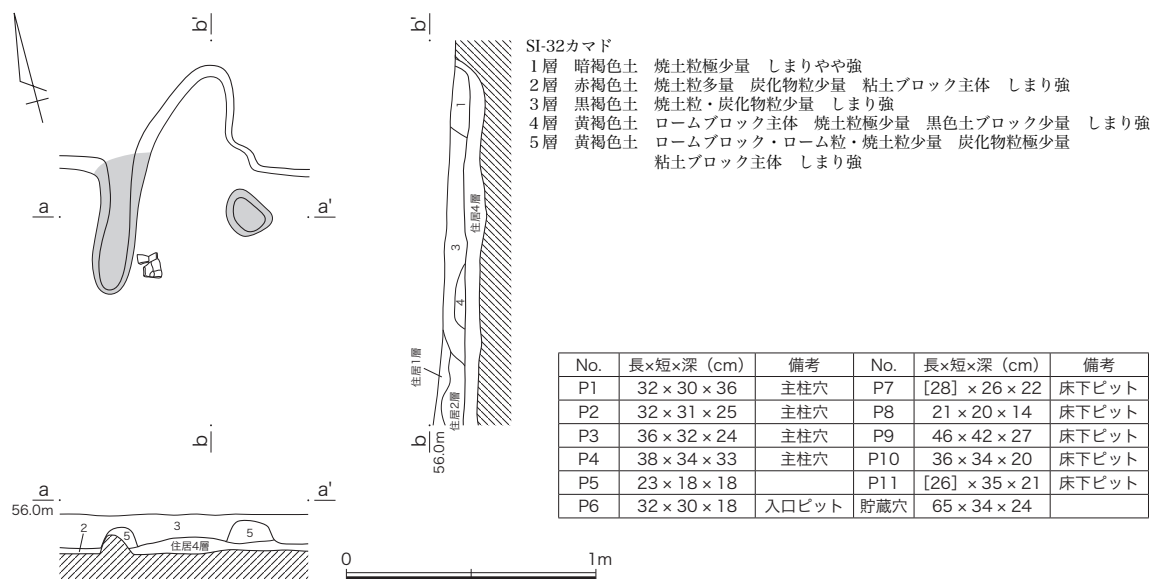 b'
b'
SI-32カマド
1層 暗褐色土 焼土粒極少量 しまりやや強
2層 赤褐色土 焼土粒多量 炭化物粒少量 粘土ブロック主体 しまり強
3層 黒褐色土 焼土粒・炭化物粒少量 しまり強
4層 黄褐色土 ロームブロック主体 焼土粒極少量 黒色土ブロック少量 しまり強
5層 黄褐色土 ロームブロック・ローム粒・焼土粒少量 炭化物粒極少量
粘土ブロック主体 しまり強
a
a'
1
住居4層
3
4
住居1層
住居2層
b
b
56.0m
a
a'
56.0m
2
5
3
5
住居4層
0
1m
No. 長×短×深(cm) 備考 No. 長×短×深(cm) 備考
P1 32×30×36 主柱穴 P7 [28]×26×22 床下ピット
P2 32×31×25 主柱穴 P8 21×20×14 床下ピット
P3 36×32×24 主柱穴 P9 46×42×27 床下ピット
P4 38×34×33 主柱穴 P10 36×34×20 床下ピット
P5 23×18×18 P11 [26]×35×21 床下ピット
P6 32×30×18 入口ピット 貯蔵穴 65×34×24